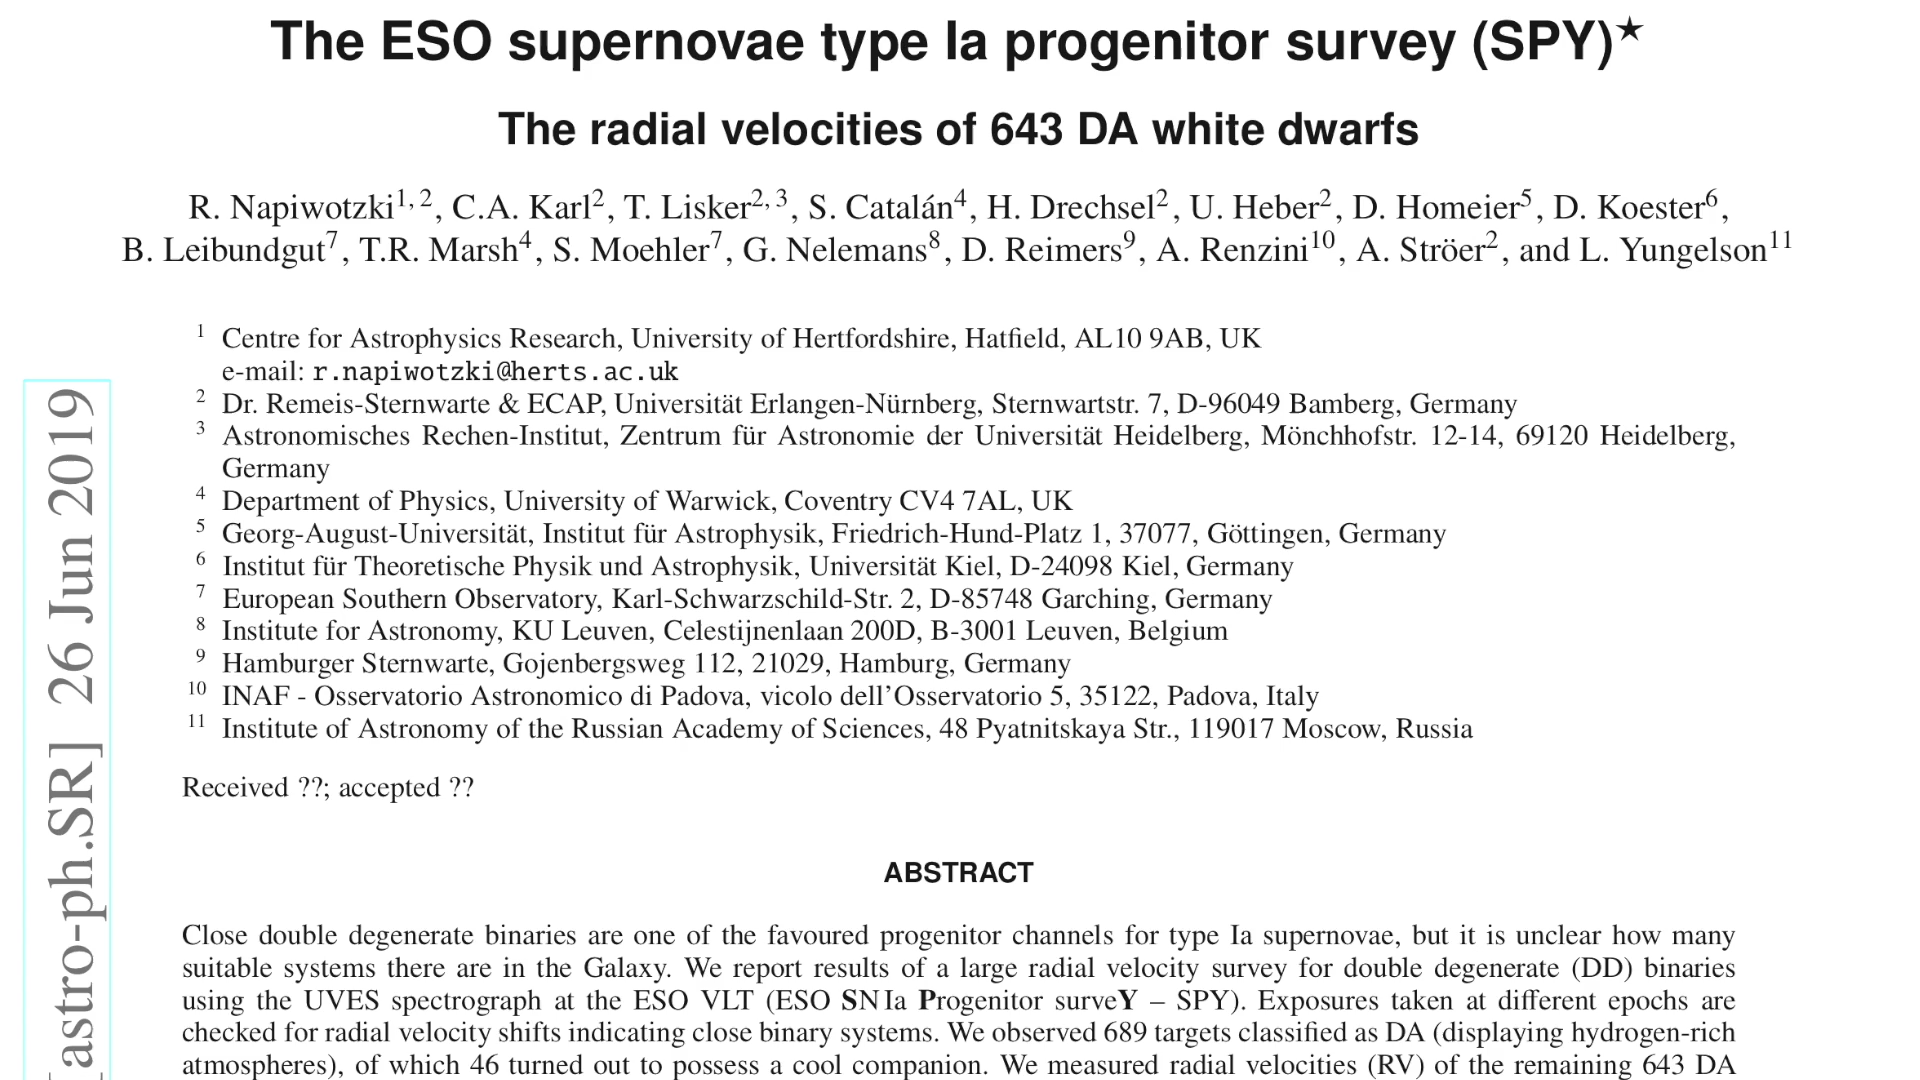 The ESO supernovae type Ia progenitor survey (SPY)★
The radial velocities of 643 DA white dwarfs
R. Napiwotzki1, 2, C.A. Karl2, T. Lisker2, 3, S. Catalán4, H. Drechsel2, U. Heber2, D. Homeier5, D. Koester6,
B. Leibundgut7, T.R. Marsh4, S. Moehler7, G. Nelemans8, D. Reimers9, A. Renzini10, A. Ströer2, and L. Yungelson11
1 Centre for Astrophysics Research, University of Hertfordshire, Hatfield, AL10 9AB, UK
e-mail: r.napiwotzki@herts.ac.uk
2 Dr. Remeis-Sternwarte & ECAP, Universität Erlangen-Nürnberg, Sternwartstr. 7, D-96049 Bamberg, Germany
3 Astronomisches Rechen-Institut, Zentrum für Astronomie der Universität Heidelberg, Mönchhofstr. 12-14, 69120 Heidelberg,
Germany
4 Department of Physics, University of Warwick, Coventry CV4 7AL, UK
5 Georg-August-Universität, Institut für Astrophysik, Friedrich-Hund-Platz 1, 37077, Göttingen, Germany
6 Institut für Theoretische Physik und Astrophysik, Universität Kiel, D-24098 Kiel, Germany
7 European Southern Observatory, Karl-Schwarzschild-Str. 2, D-85748 Garching, Germany
8 Institute for Astronomy, KU Leuven, Celestijnenlaan 200D, B-3001 Leuven, Belgium
9 Hamburger Sternwarte, Gojenbergsweg 112, 21029, Hamburg, Germany
10 INAF - Osservatorio Astronomico di Padova, vicolo dell'Osservatorio 5, 35122, Padova, Italy
11 Institute of Astronomy of the Russian Academy of Sciences, 48 Pyatnitskaya Str., 119017 Moscow, Russia
Received ??; accepted ??
ABSTRACT
Close double degenerate binaries are one of the favoured progenitor channels for type Ia supernovae, but it is unclear how many
suitable systems there are in the Galaxy. We report results of a large radial velocity survey for double degenerate (DD) binaries
using the UVES spectrograph at the ESO VLT (ESO SN Ia Progenitor surveY – SPY). Exposures taken at different epochs are
checked for radial velocity shifts indicating close binary systems. We observed 689 targets classified as DA (displaying hydrogen-rich
atmospheres), of which 46 turned out to possess a cool companion. We measured radial velocities (RV) of the remaining 643 DA
[astro-ph.SR] 26 Jun 2019